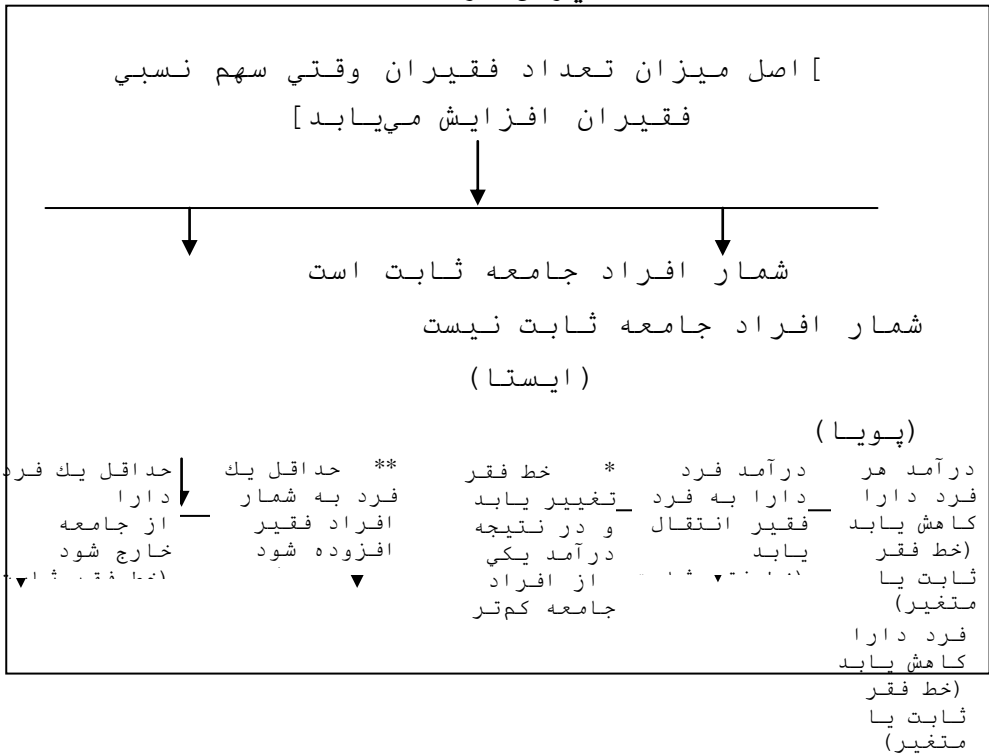 [اصل ميزان تعداد فقيران وقتي سهم نسبي
فقيران افزايش مي‌يابد]
شمار افراد جامعه ثابت است
شمار افراد جامعه ثابت نيست
(ايستا)
(پويا)
درآمد هر
فرد دارا
كاهش يابد
(خط فقر
ثابت يا
متغير)
فرد دارا
كاهش يابد
(خط فقر
ثابت يا
متغير)
درآمد فرد
دارا به فرد
فقير انتقال
يابد
* خط فقر
تغيير يابد
و در نتيجه
درآمد يكي
از افراد
جامعه كم‌تر
** حداقل يك
فرد به شمار
افراد فقير
افزوده شود
حداقل يك فرد
دارا
از جامعه
خارج شود